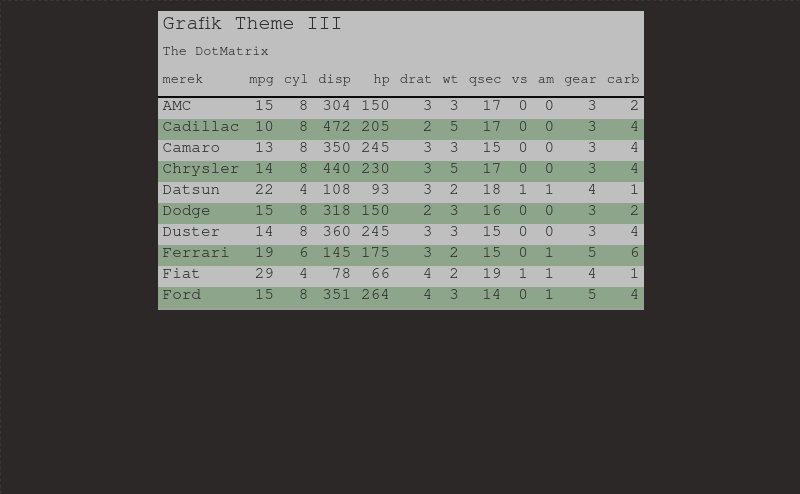 Grafik Theme III
The DotMatrix
merek mpg cyl disp hp drat wt qsec vs am gear carb
AMC 15 8 304 150 3 3 17 0 0 3 2
Cadillac 10 8 472 205 2 5 17 0 0 3 4
Camaro 13 8 350 245 3 3 15 0 0 3 4
Chrysler 14 8 440 230 3 5 17 0 0 3 4
Datsun 22 4 108 93 3 2 18 1 1 4 1
Dodge 15 8 318 150 2 3 16 0 0 3 2
Duster 14 8 360 245 3 3 15 0 0 3 4
Ferrari 19 6 145 175 3 2 15 0 1 5 6
Fiat 29 4 78 66 4 2 19 1 1 4 1
Ford 15 8 351 264 4 3 14 0 1 5 4